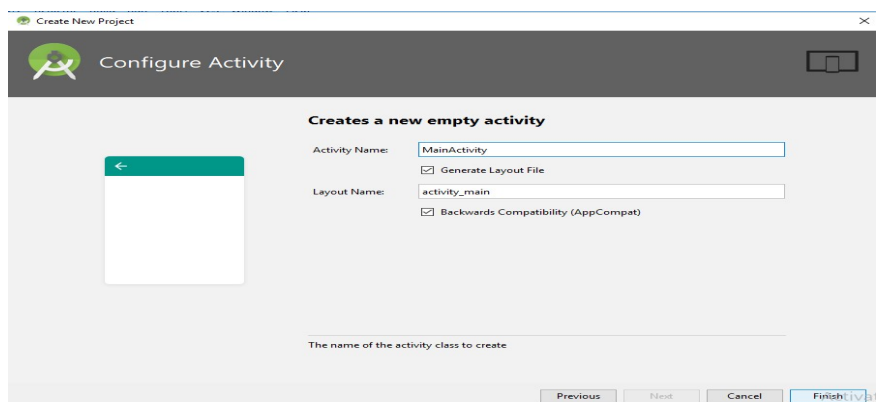 Create New Project
Configure Activity
Creates a new empty activity
Activity Name: MainActivity
Generate Layout File
Layout Name: activity_main
Backwards Compatibility (AppCompat)
The name of the activity class to create
Previous Next Cancel Finish